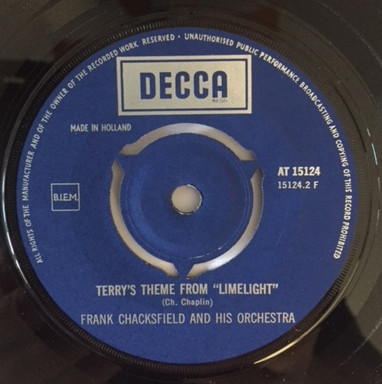 ALL RIGHTS OF THE MANUFACTURER AND OF THE OWNER OF THE RECORDED WORK RESERVED · UNAUTHORISED PUBLIC PERFORMANCE BROADCASTING AND COPYING OF THIS RECORD PROHIBITED
DECCA
MADE IN HOLLAND
AT 15124
15124.2 F
B.I.E.M.
TERRY'S THEME FROM "LIMELIGHT"
(Ch. Chaplin)
FRANK CHACKSFIELD AND HIS ORCHESTRA